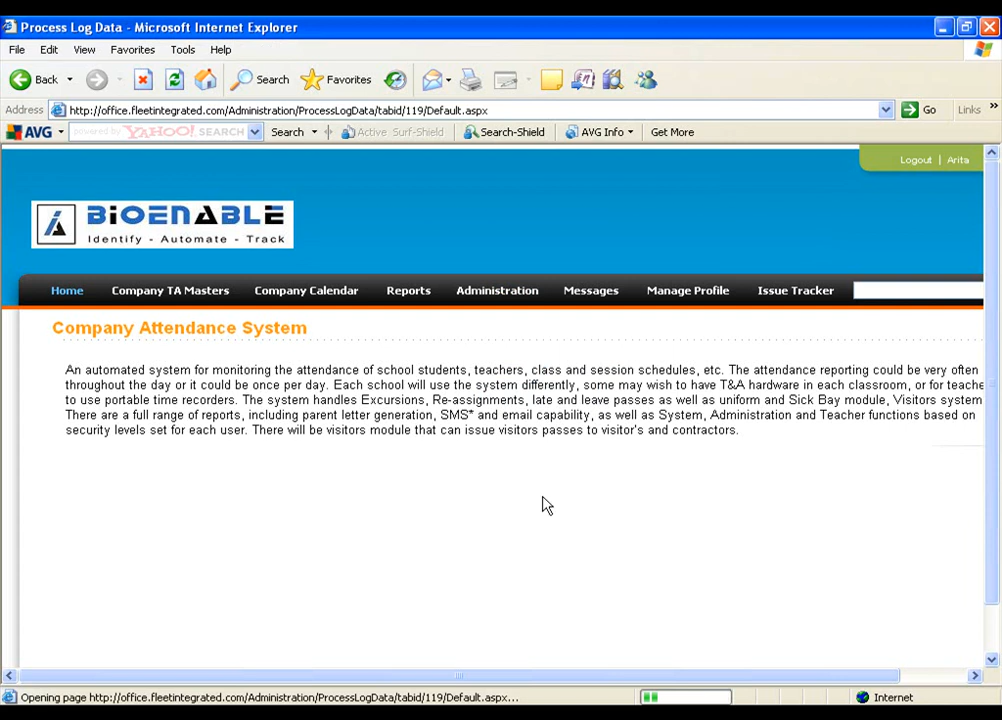 Process Log Data - Microsoft Internet Explorer
File Edit View Favorites Tools Help
Back Search Favorites
Address http://office.fleetintegrated.com/Administration/ProcessLogData/tabid/119/Default.aspx Go Links »
AVG powered by YAHOO! SEARCH Search Active Surf-Shield Search-Shield AVG Info Get More
Logout | Arita
BiOENABLE
Identify - Automate - Track
Home Company TA Masters Company Calendar Reports Administration Messages Manage Profile Issue Tracker
Company Attendance System
An automated system for monitoring the attendance of school students, teachers, class and session schedules, etc. The attendance reporting could be very often
throughout the day or it could be once per day. Each school will use the system differently, some may wish to have T&A hardware in each classroom, or for teache
to use portable time recorders. The system handles Excursions, Re-assignments, late and leave passes as well as uniform and Sick Bay module, Visitors system
There are a full range of reports, including parent letter generation, SMS* and email capability, as well as System, Administration and Teacher functions based on
security levels set for each user. There will be visitors module that can issue visitors passes to visitor's and contractors.
Opening page http://office.fleetintegrated.com/Administration/ProcessLogData/tabid/119/Default.aspx... Internet